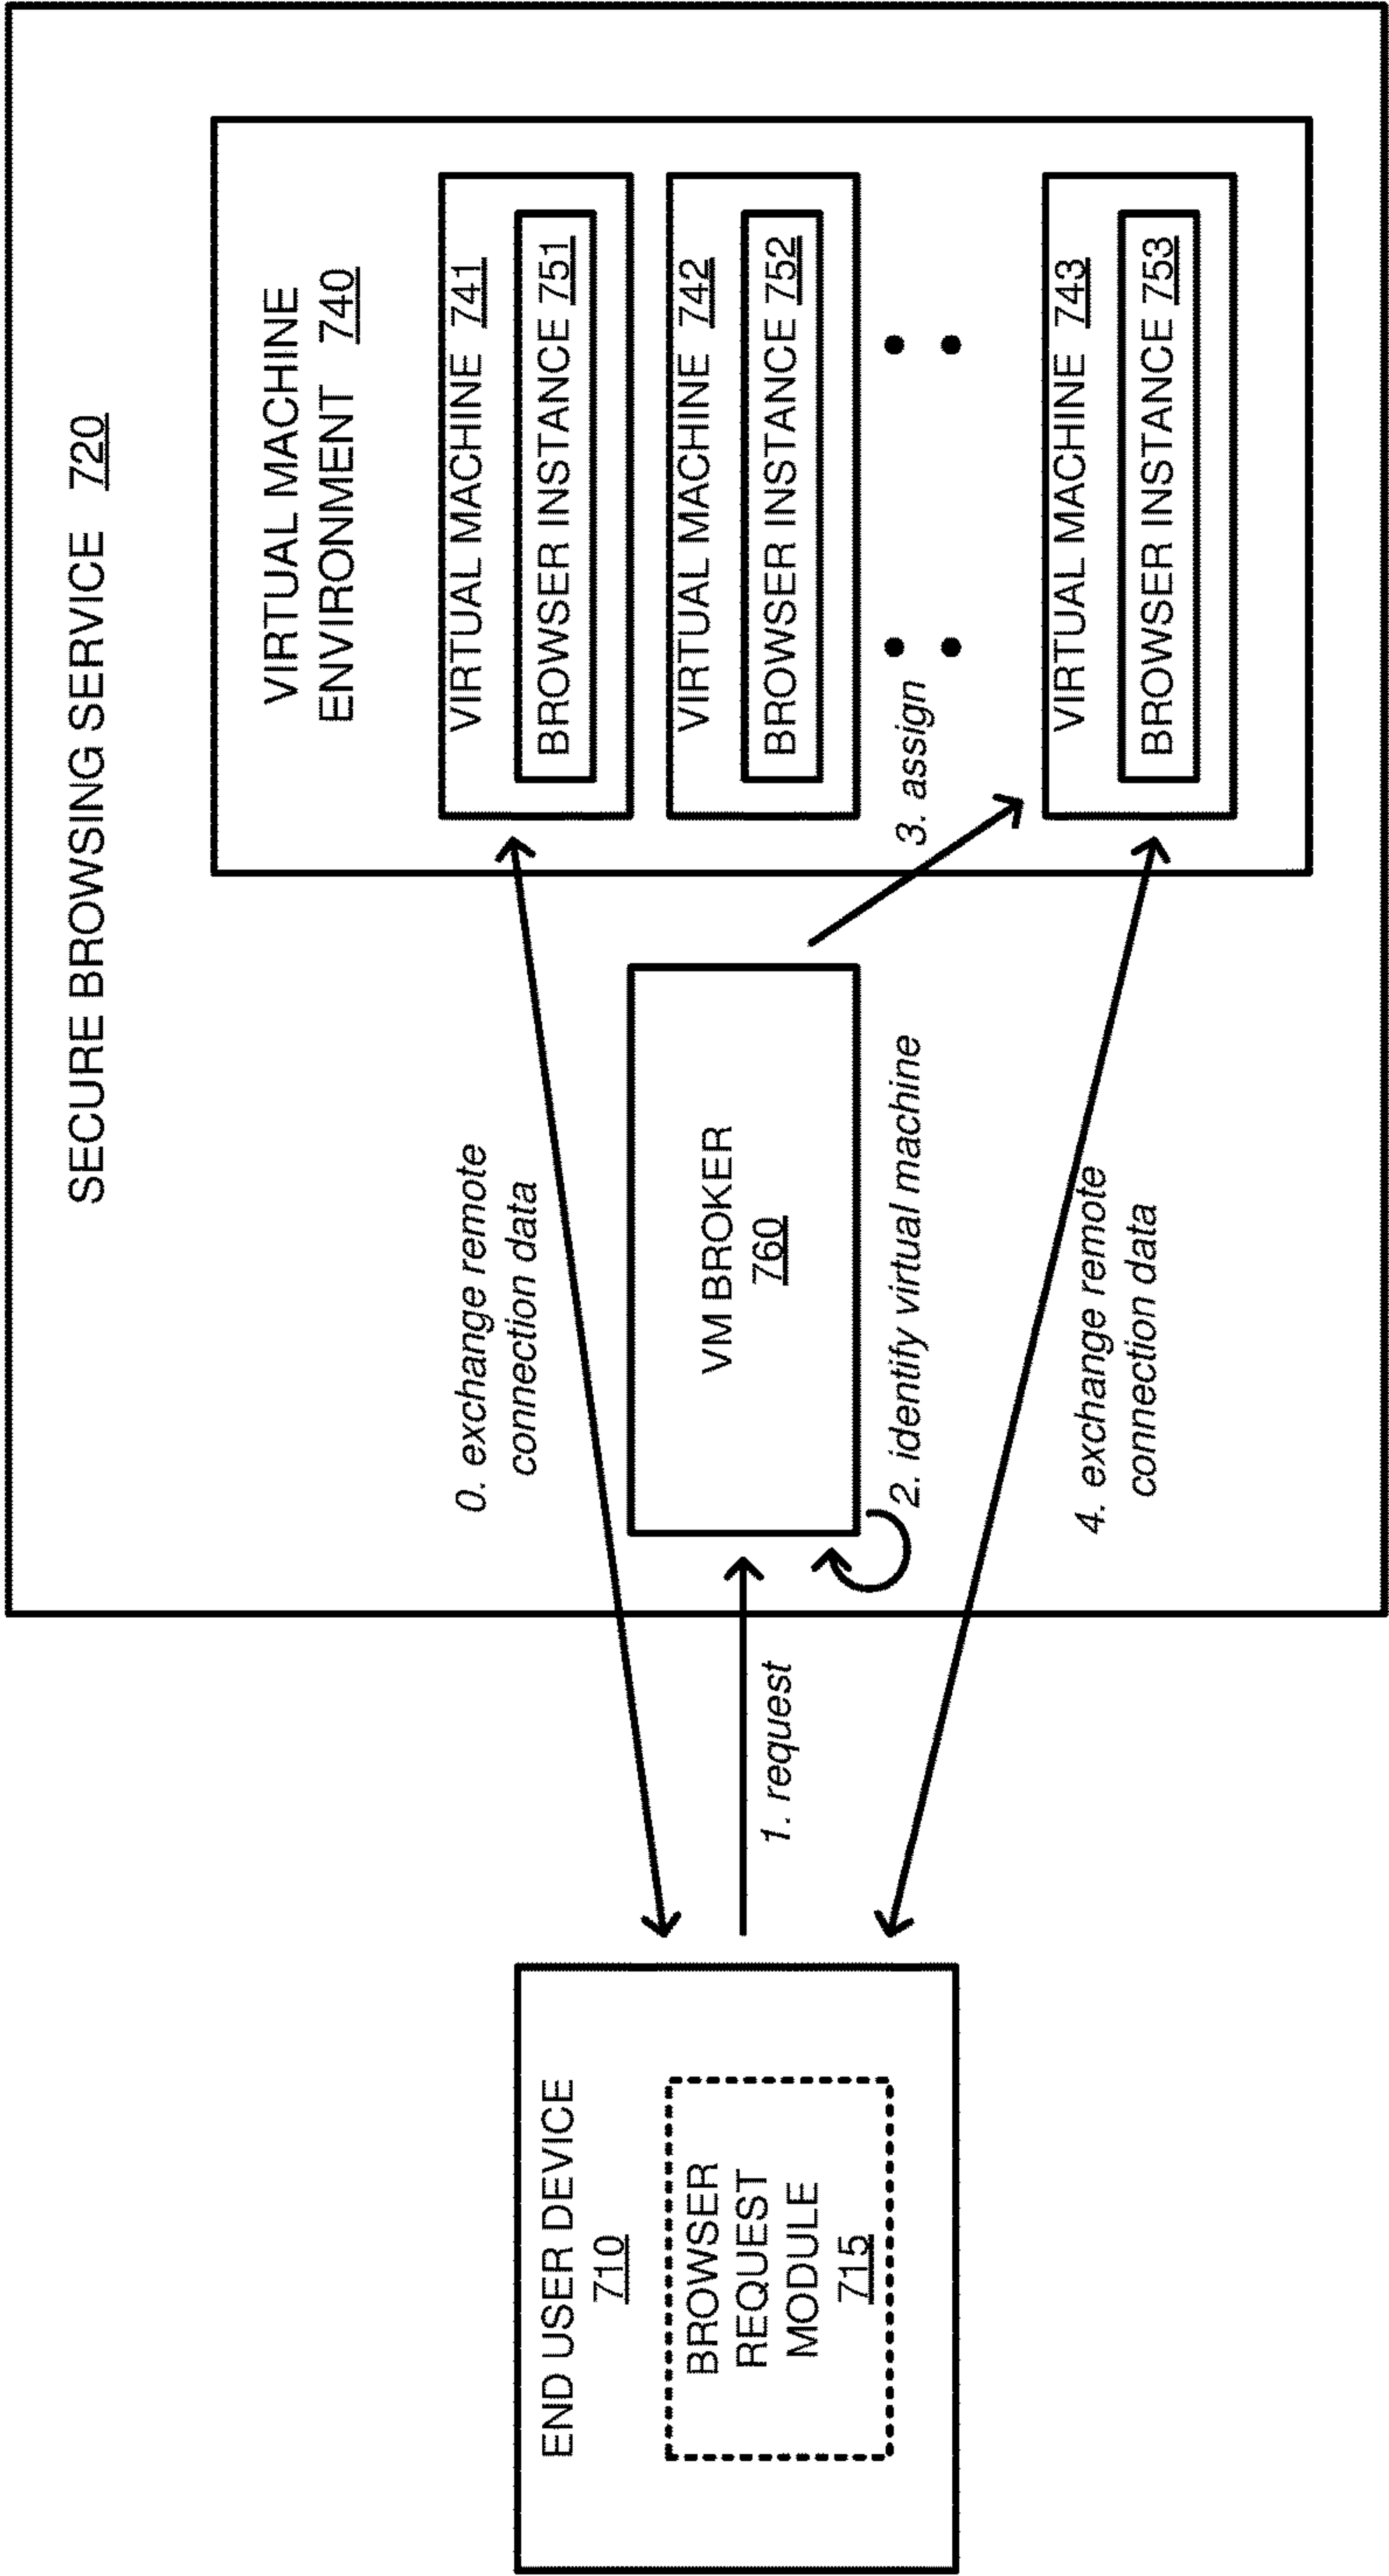 SECURE BROWSING SERVICE 720
VIRTUAL MACHINE
ENVIRONMENT 740
VIRTUAL MACHINE 741
BROWSER INSTANCE 751
VIRTUAL MACHINE 742
BROWSER INSTANCE 752
VIRTUAL MACHINE 743
BROWSER INSTANCE 753
3. assign
0. exchange remote
connection data
VM BROKER
760
2. identify virtual machine
4. exchange remote
connection data
1. request
END USER DEVICE
710
BROWSER
REQUEST
MODULE
715